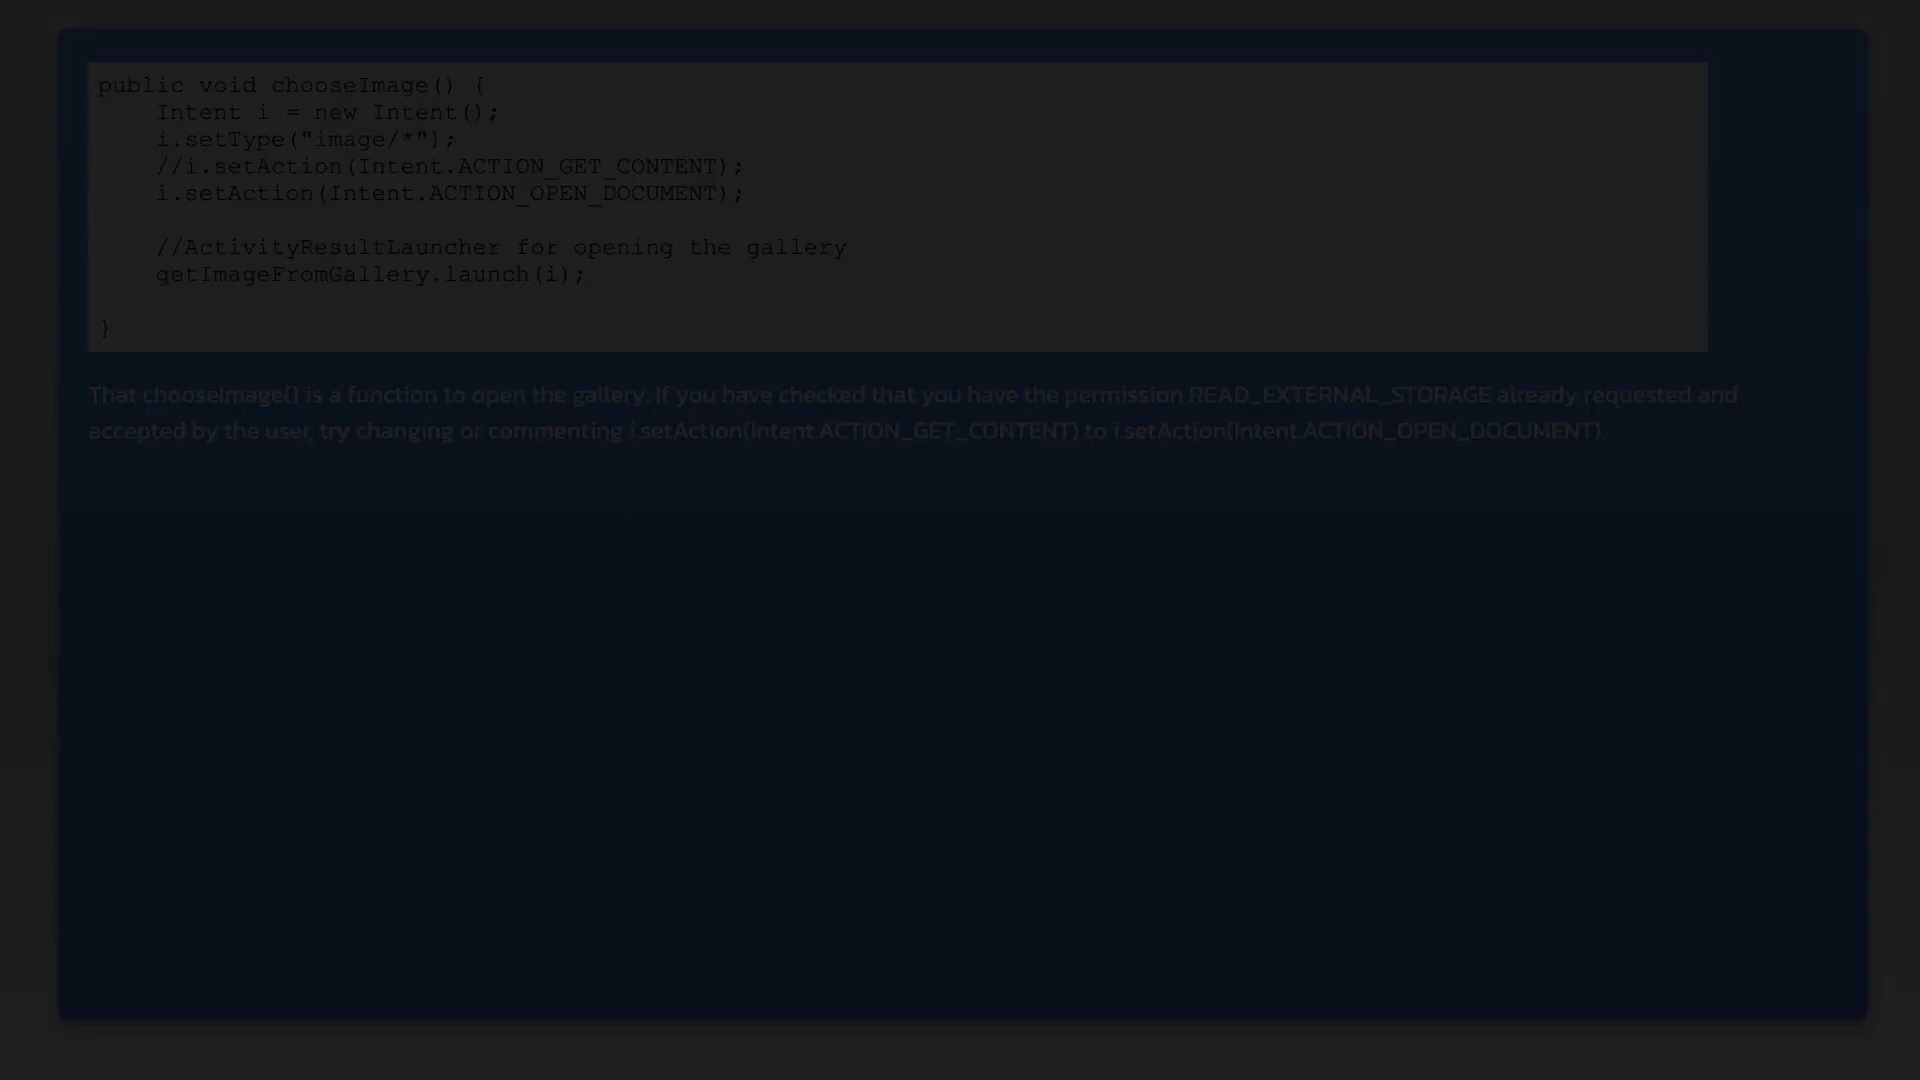 public void chooseImage() {
    Intent i = new Intent();
    i.setType("image/*");
    //i.setAction(Intent.ACTION_GET_CONTENT);
    i.setAction(Intent.ACTION_OPEN_DOCUMENT);
    //ActivityResultLauncher for opening the gallery
    getImageFromGallery.launch(i);
}
That chooseImage() is a function to open the gallery. If you have checked that you have the permission READ_EXTERNAL_STORAGE already requested and
accepted by the user, try changing or commenting i.setAction(Intent.ACTION_GET_CONTENT) to i.setAction(Intent.ACTION_OPEN_DOCUMENT).